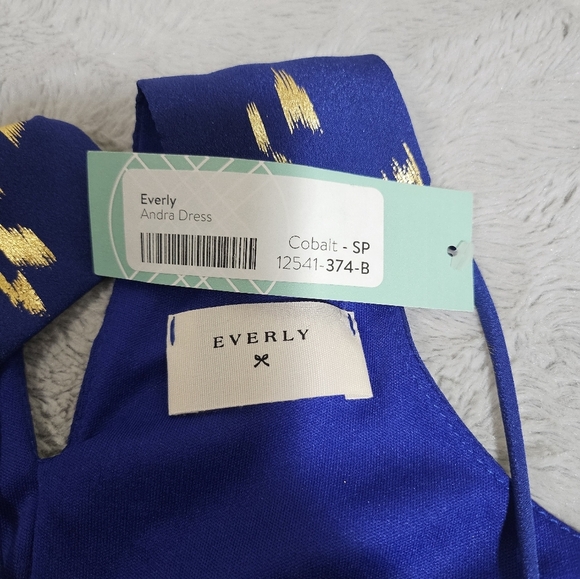 Everly
Andra Dress
Cobalt - SP
12541-374-B
EVERLY